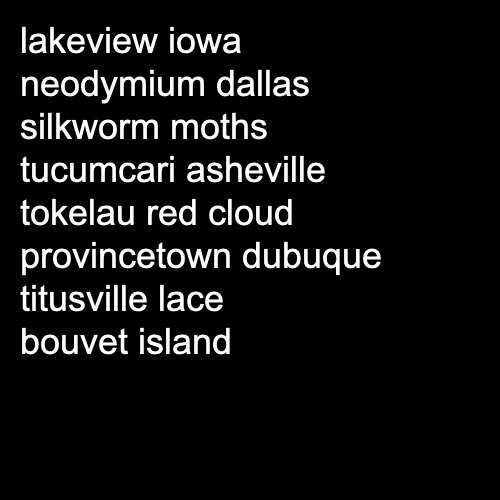 lakeview iowa
neodymium dallas
silkworm moths
tucumcari asheville
tokelau red cloud
provincetown dubuque
titusville lace
bouvet island